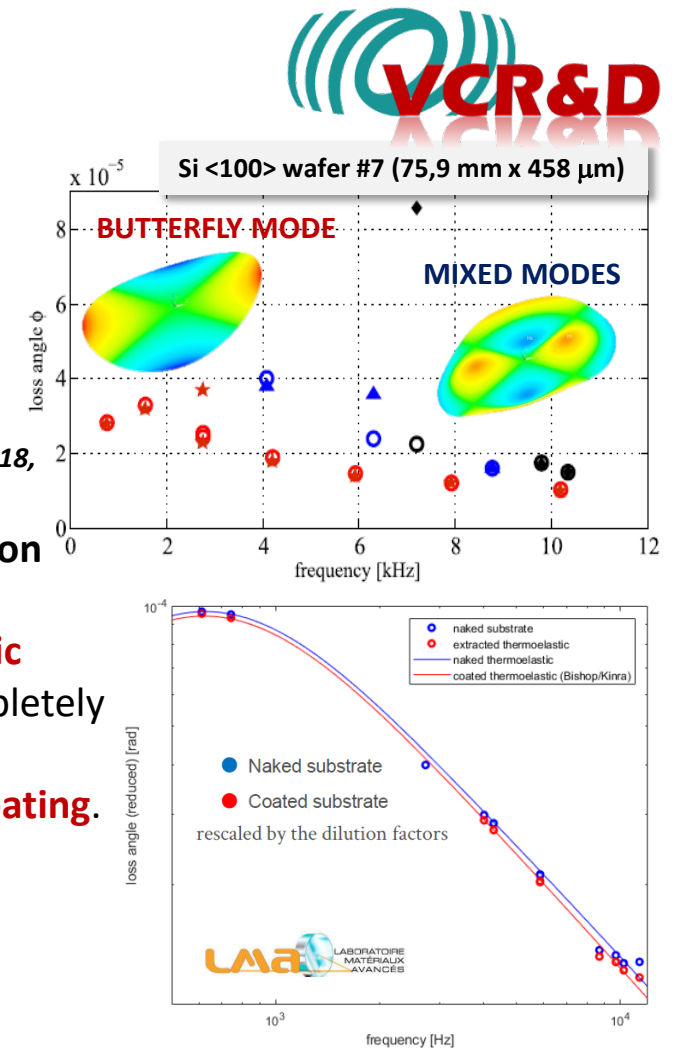 VCR&D
Si <100> wafer #7 (75,9 mm x 458 μm)
x 10⁻⁵
BUTTERFLY MODE
MIXED MODES
8
6
4
2
0
loss angle ϕ
0 2 4 6 8 10 12
frequency [kHz]
18,
on
ic
pletely
ating.
10⁻⁴
naked substrate
extracted thermoelastic
naked thermoelastic
coated thermoelastic (Bishop/Kinra)
loss angle (reduced) [rad]
Naked substrate
Coated substrate
rescaled by the dilution factors
LMA
LABORATOIRE
MATÉRIAUX
AVANCÉS
10³ 10⁴
frequency [Hz]